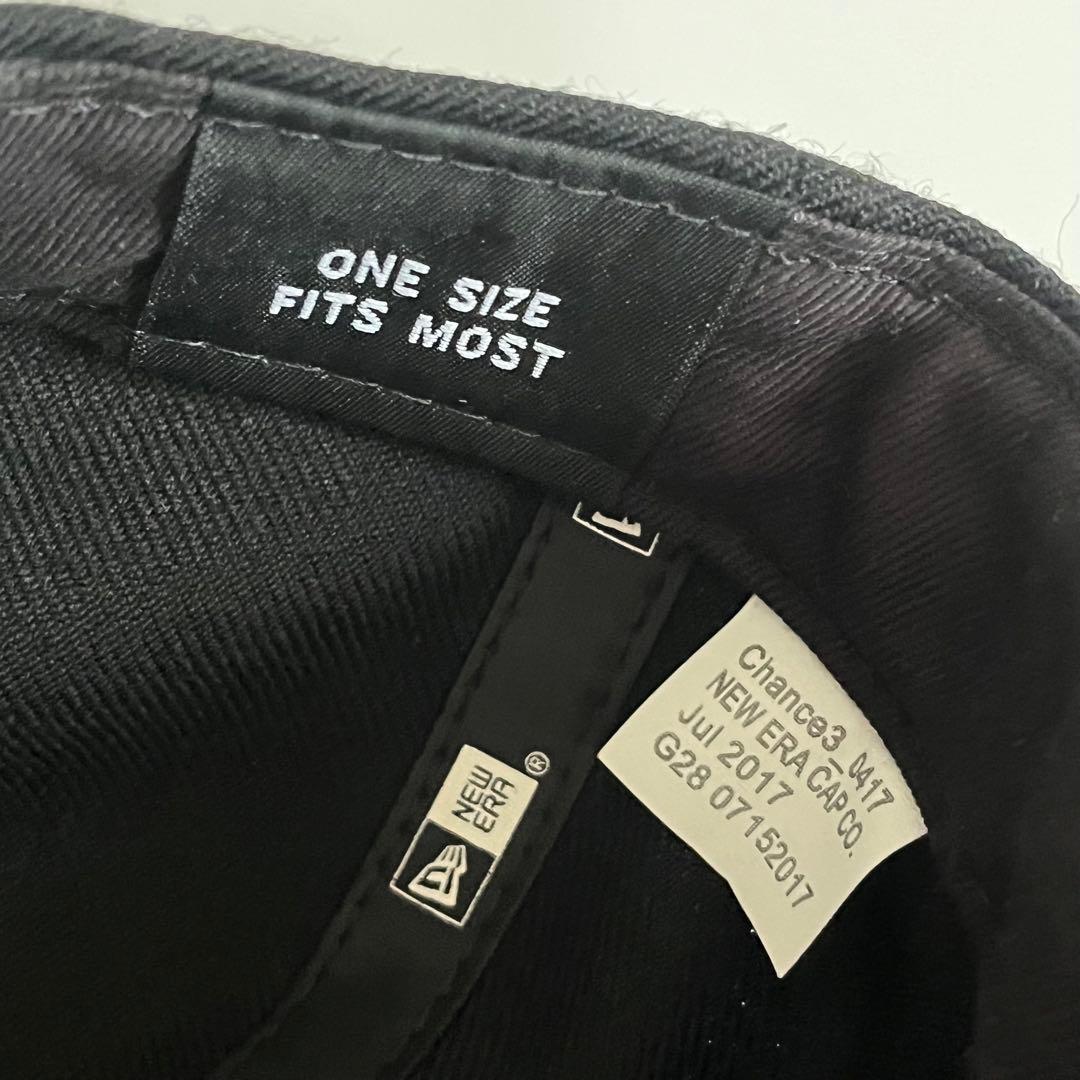 ONE SIZE
FITS MOST
NEW
ERA
®
Chance3_0417
NEW ERA CAP CO.
Jul 2017
G28 07152017